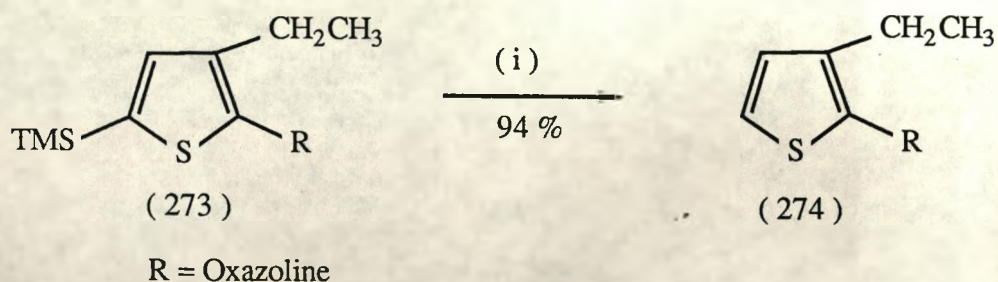 CH₂CH₃
CH₂CH₃
( i )
94 %
TMS
S
R
S
R
( 273 )
( 274 )
R = Oxazoline